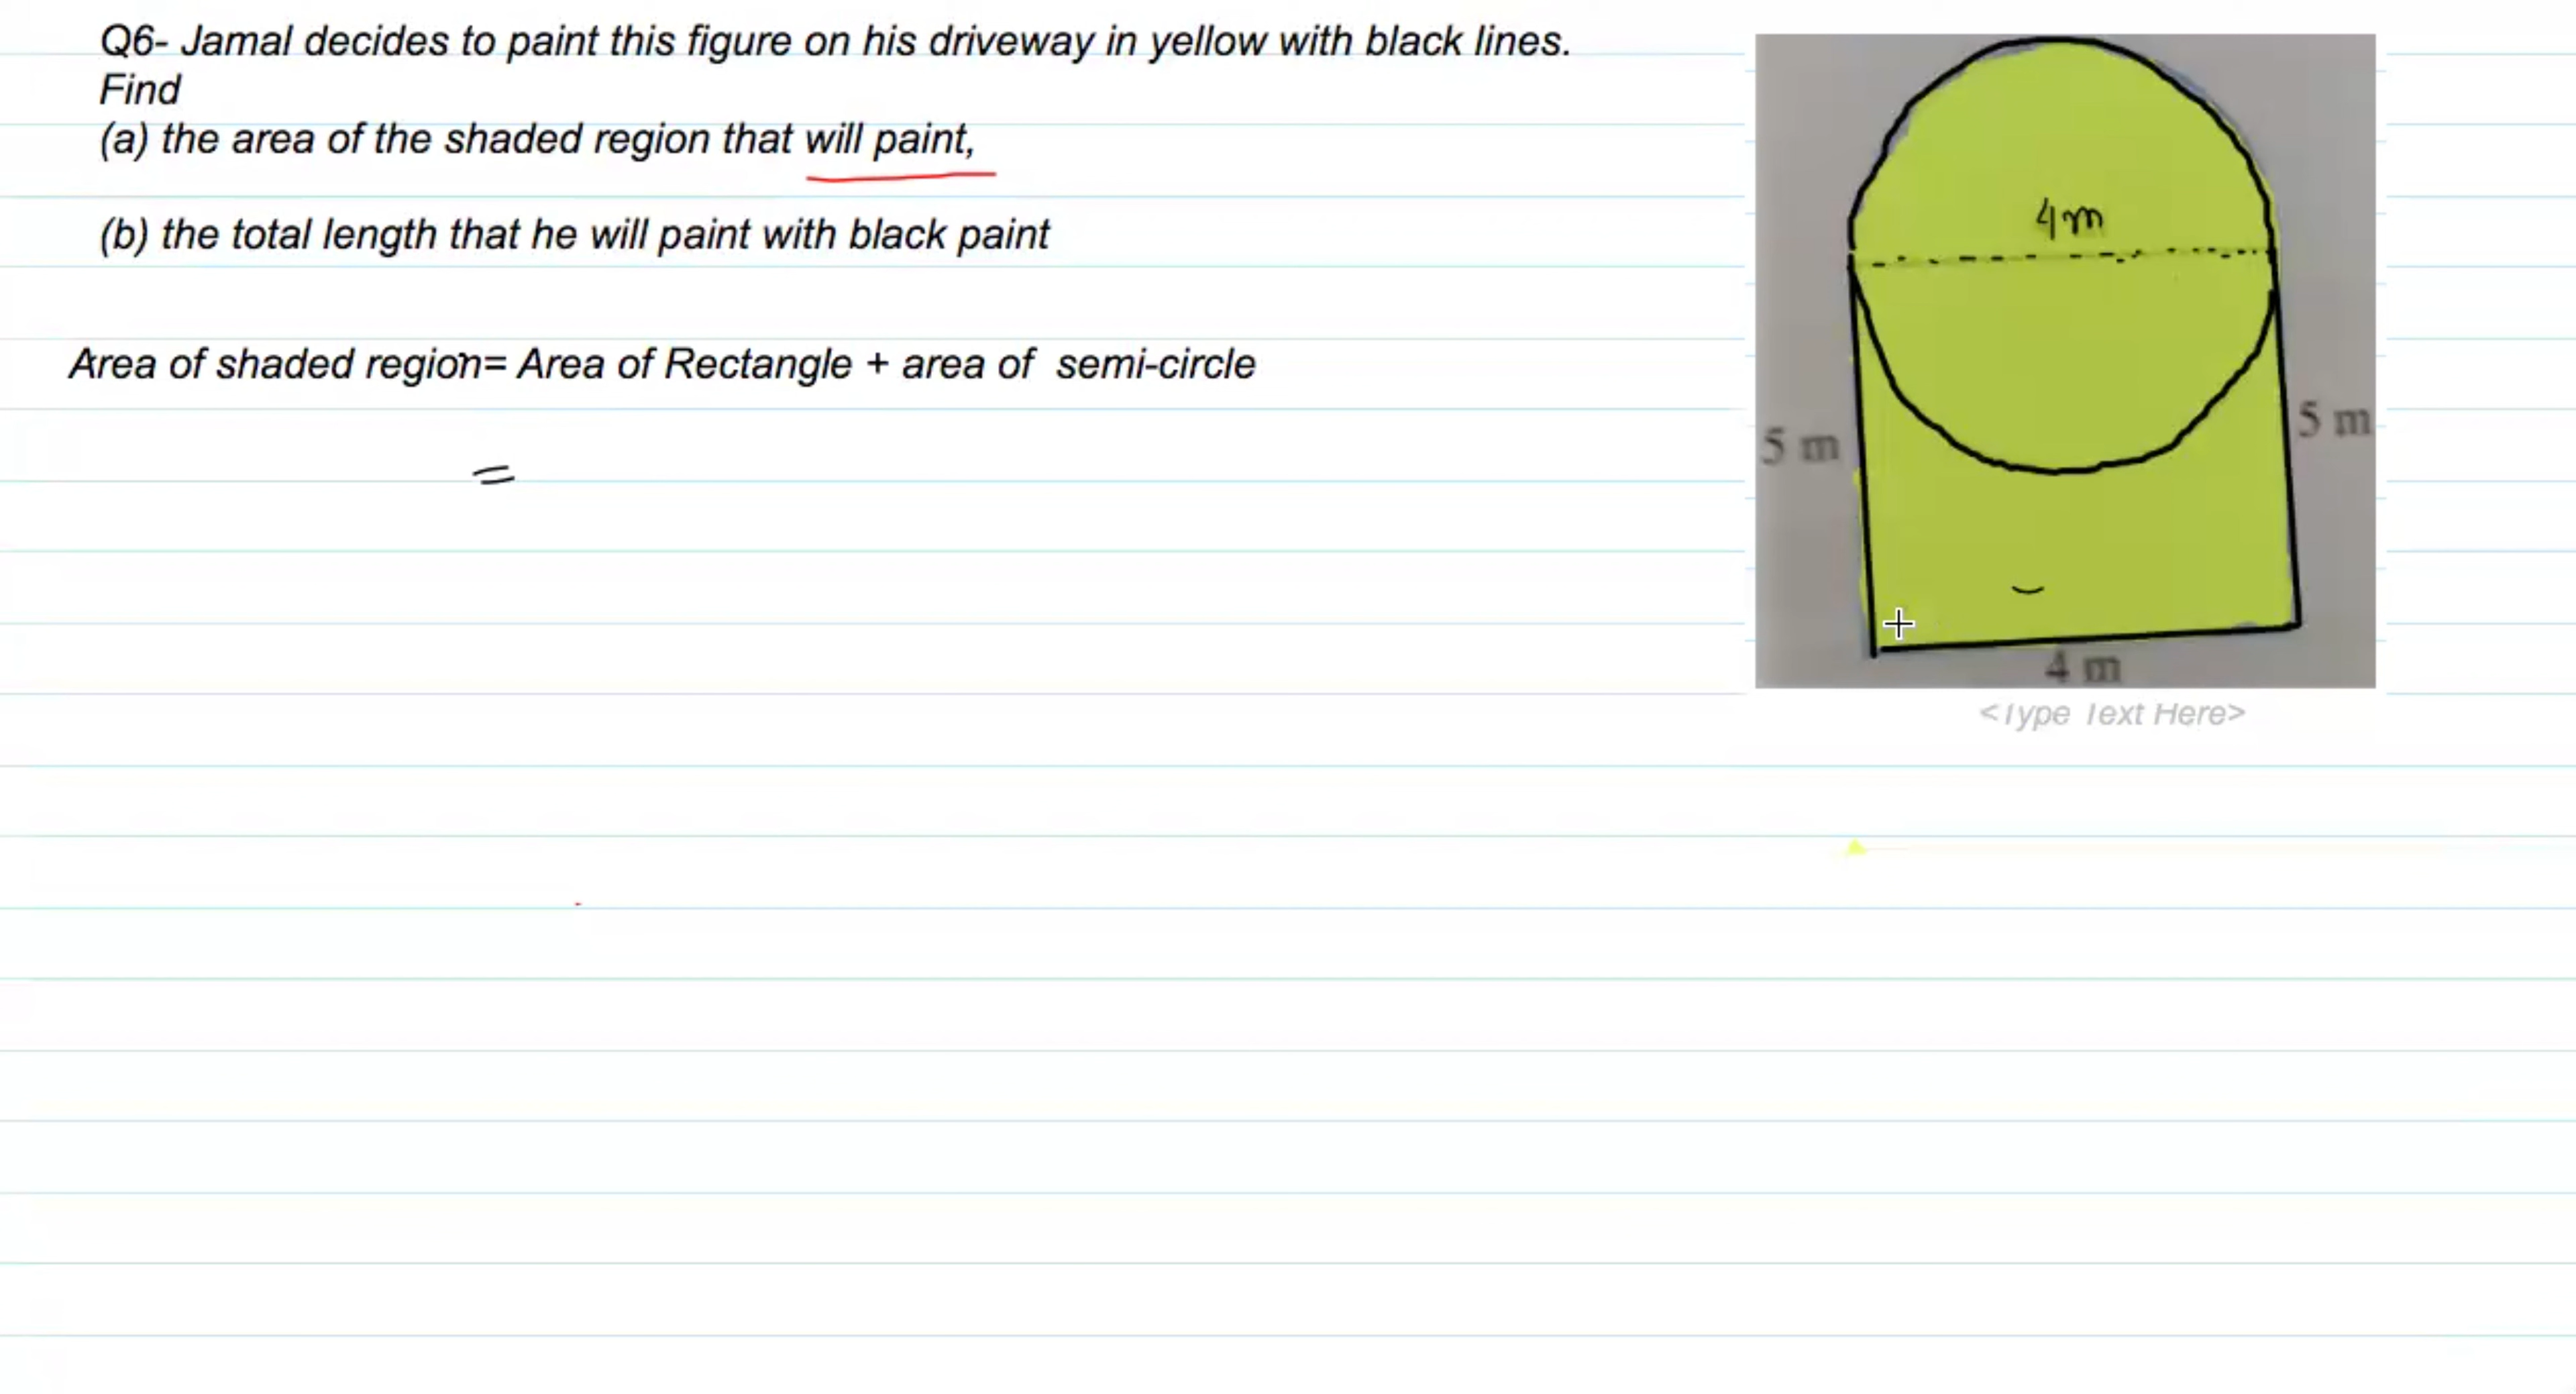 Q6- Jamal decides to paint this figure on his driveway in yellow with black lines.
Find
(a) the area of the shaded region that will paint,
(b) the total length that he will paint with black paint
Area of shaded region= Area of Rectangle + area of semi-circle
=
4m
5 m
5 m
4 m
<Type Text Here>